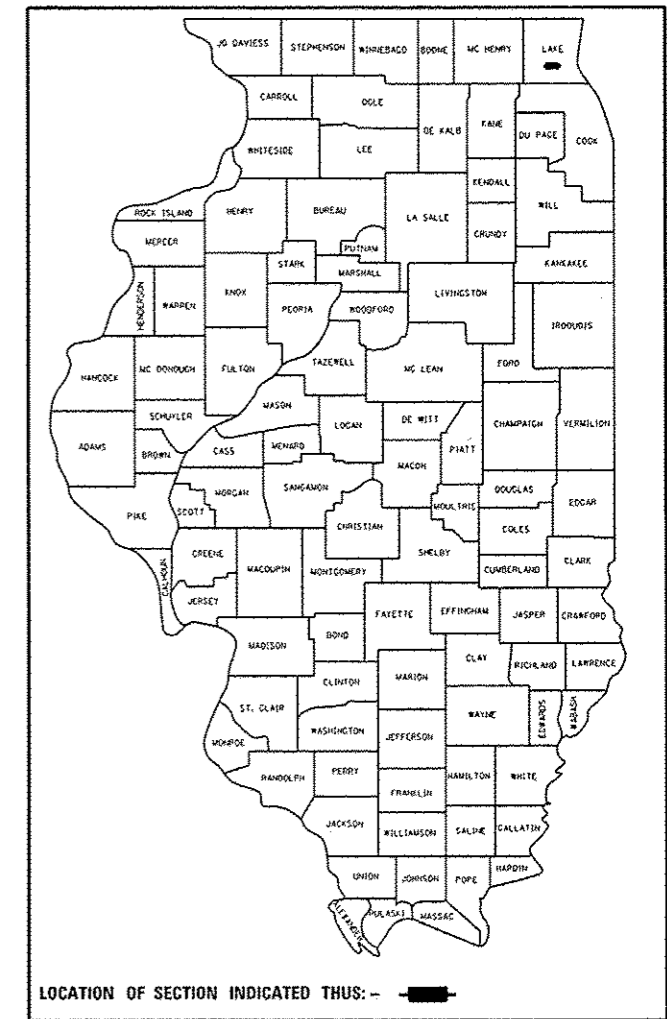 JO DAVIESS STEPHENSON WINNEBAGO BOONE MC HENRY LAKE
CARROLL OGLE DE KALB KANE DU PAGE COOK
WHITESIDE LEE
KENDALL
ROCK ISLAND HENRY BUREAU LA SALLE GRUNDY WILL
MERCER PUTNAM
STARK MARSHALL KANKAKEE
HENDERSON WARREN KNOX PEORIA WOODFORD LIVINGSTON IROQUOIS
HANCOCK MC DONOUGH FULTON TAZEWELL MC LEAN FORD
MASON
SCHUYLER LOGAN DE WITT CHAMPAIGN VERMILION
ADAMS BROWN CASS MENARD MACON PIATT
PIKE SCOTT MORGAN SANGAMON MOULTRIE DOUGLAS EDGAR
CHRISTIAN COLES
CALHOUN GREENE MACOUPIN MONTGOMERY SHELBY CUMBERLAND CLARK
JERSEY FAYETTE EFFINGHAM JASPER CRAWFORD
MADISON BOND CLAY RICHLAND LAWRENCE
CLINTON MARION
ST. CLAIR WASHINGTON WAYNE EDWARDS WABASH
MONROE JEFFERSON
RANDOLPH PERRY HAMILTON WHITE
FRANKLIN
JACKSON WILLIAMSON SALINE GALLATIN
UNION JOHNSON POPE HARDIN
ALEXANDER PULASKI MASSAC
LOCATION OF SECTION INDICATED THUS: -